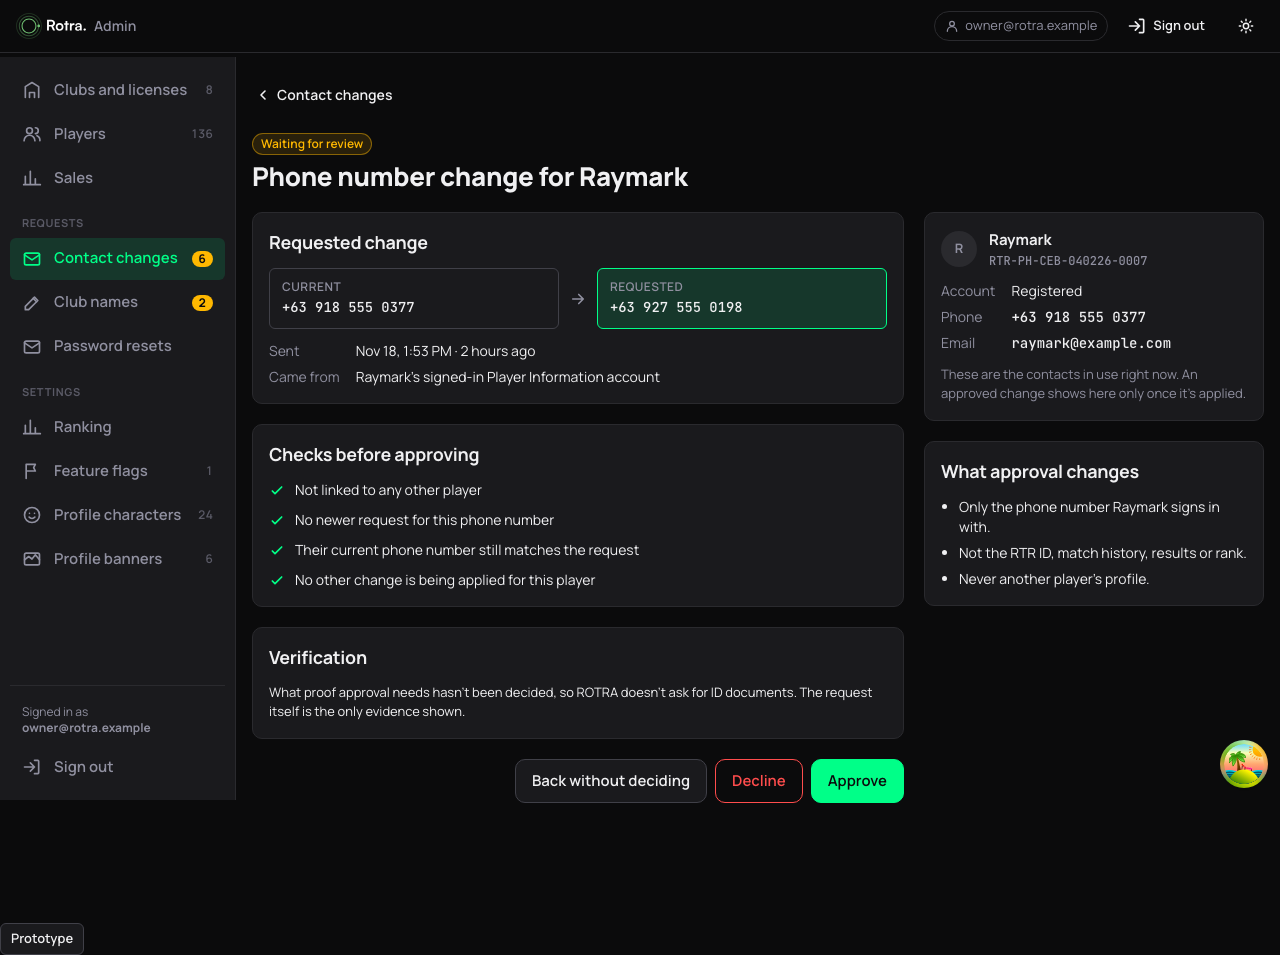 Rotra. Admin
owner@rotra.example
Sign out
Clubs and licenses 8
Players 136
Sales
REQUESTS
Contact changes 6
Club names 2
Password resets
SETTINGS
Ranking
Feature flags 1
Profile characters 24
Profile banners 6
Signed in as
owner@rotra.example
Sign out
Contact changes
Waiting for review
Phone number change for Raymark
Requested change
CURRENT
+63 918 555 0377
REQUESTED
+63 927 555 0198
Sent Nov 18, 1:53 PM · 2 hours ago
Came from Raymark's signed-in Player Information account
Checks before approving
Not linked to any other player
No newer request for this phone number
Their current phone number still matches the request
No other change is being applied for this player
Verification
What proof approval needs hasn't been decided, so ROTRA doesn't ask for ID documents. The request
itself is the only evidence shown.
Back without deciding
Decline
Approve
R
Raymark
RTR-PH-CEB-040226-0007
Account Registered
Phone +63 918 555 0377
Email raymark@example.com
These are the contacts in use right now. An
approved change shows here only once it's applied.
What approval changes
• Only the phone number Raymark signs in
with.
• Not the RTR ID, match history, results or rank.
• Never another player's profile.
Prototype